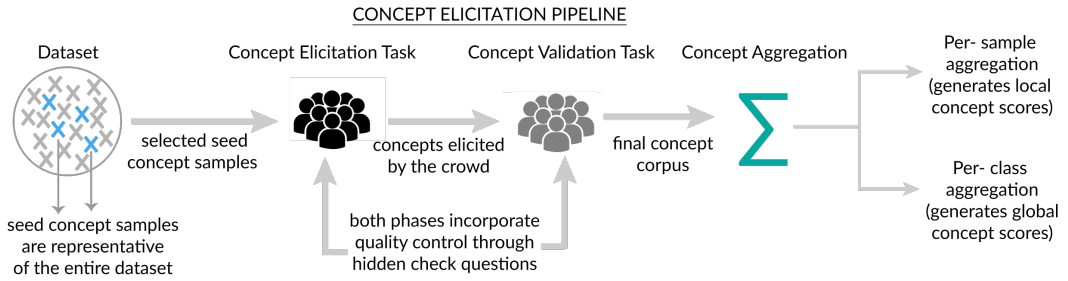 CONCEPT ELICITATION PIPELINE
Dataset
Concept Elicitation Task
Concept Validation Task
Concept Aggregation
selected seed
concept samples
concepts elicited
by the crowd
final concept
corpus
Per- sample
aggregation
(generates local
concept scores)
Per- class
aggregation
(generates global
concept scores)
seed concept samples
are representative
of the entire dataset
both phases incorporate
quality control through
hidden check questions